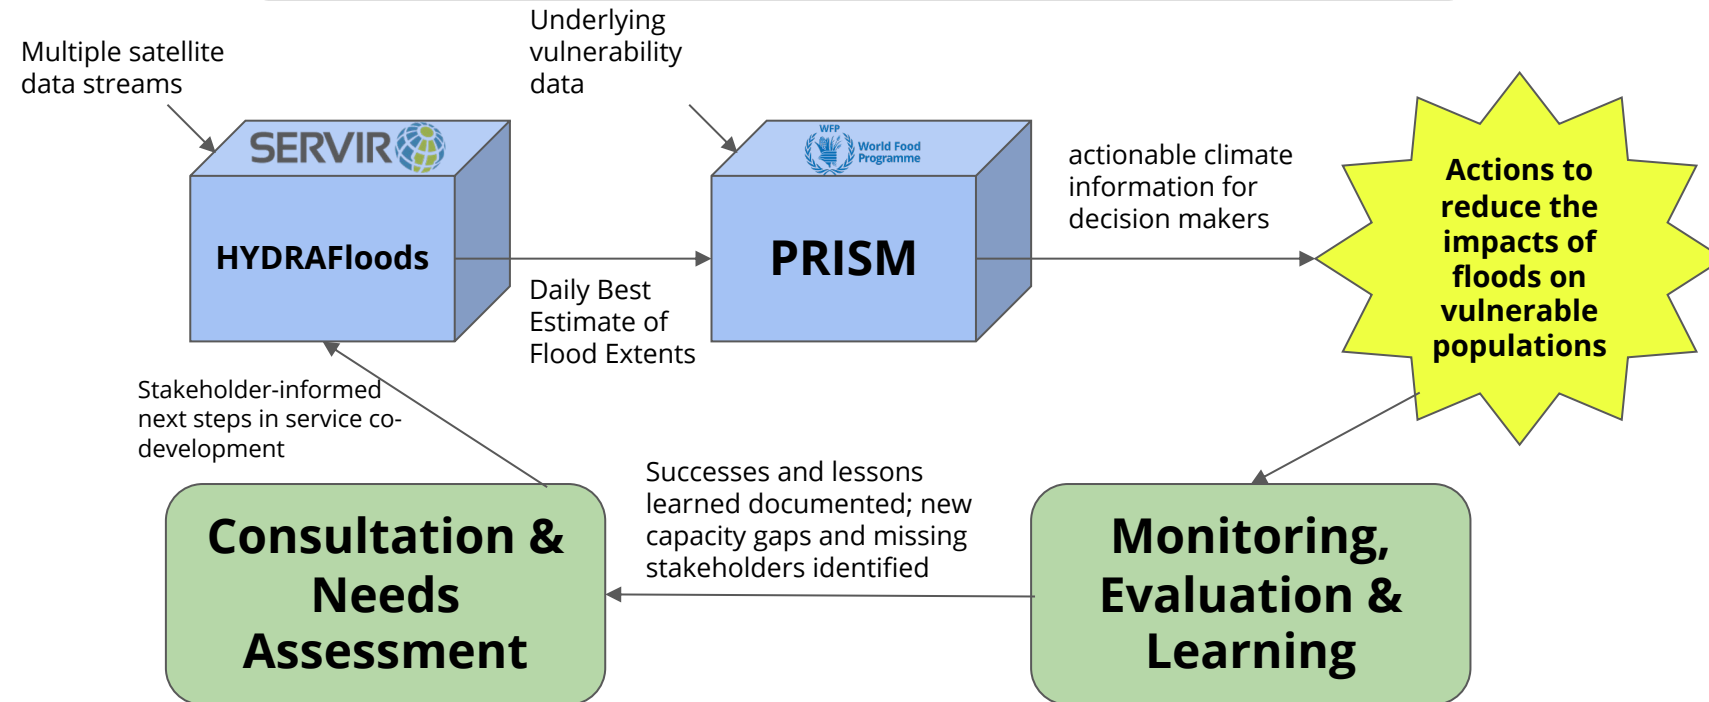 Multiple satellite
data streams
Underlying
vulnerability
data
SERVIR
WFP
World Food
Programme
HYDRAFloods
PRISM
Daily Best
Estimate of
Flood Extents
actionable climate
information for
decision makers
Actions to
reduce the
impacts of
floods on
vulnerable
populations
Stakeholder-informed
next steps in service co-
development
Successes and lessons
learned documented; new
capacity gaps and missing
stakeholders identified
Consultation &
Needs
Assessment
Monitoring,
Evaluation &
Learning